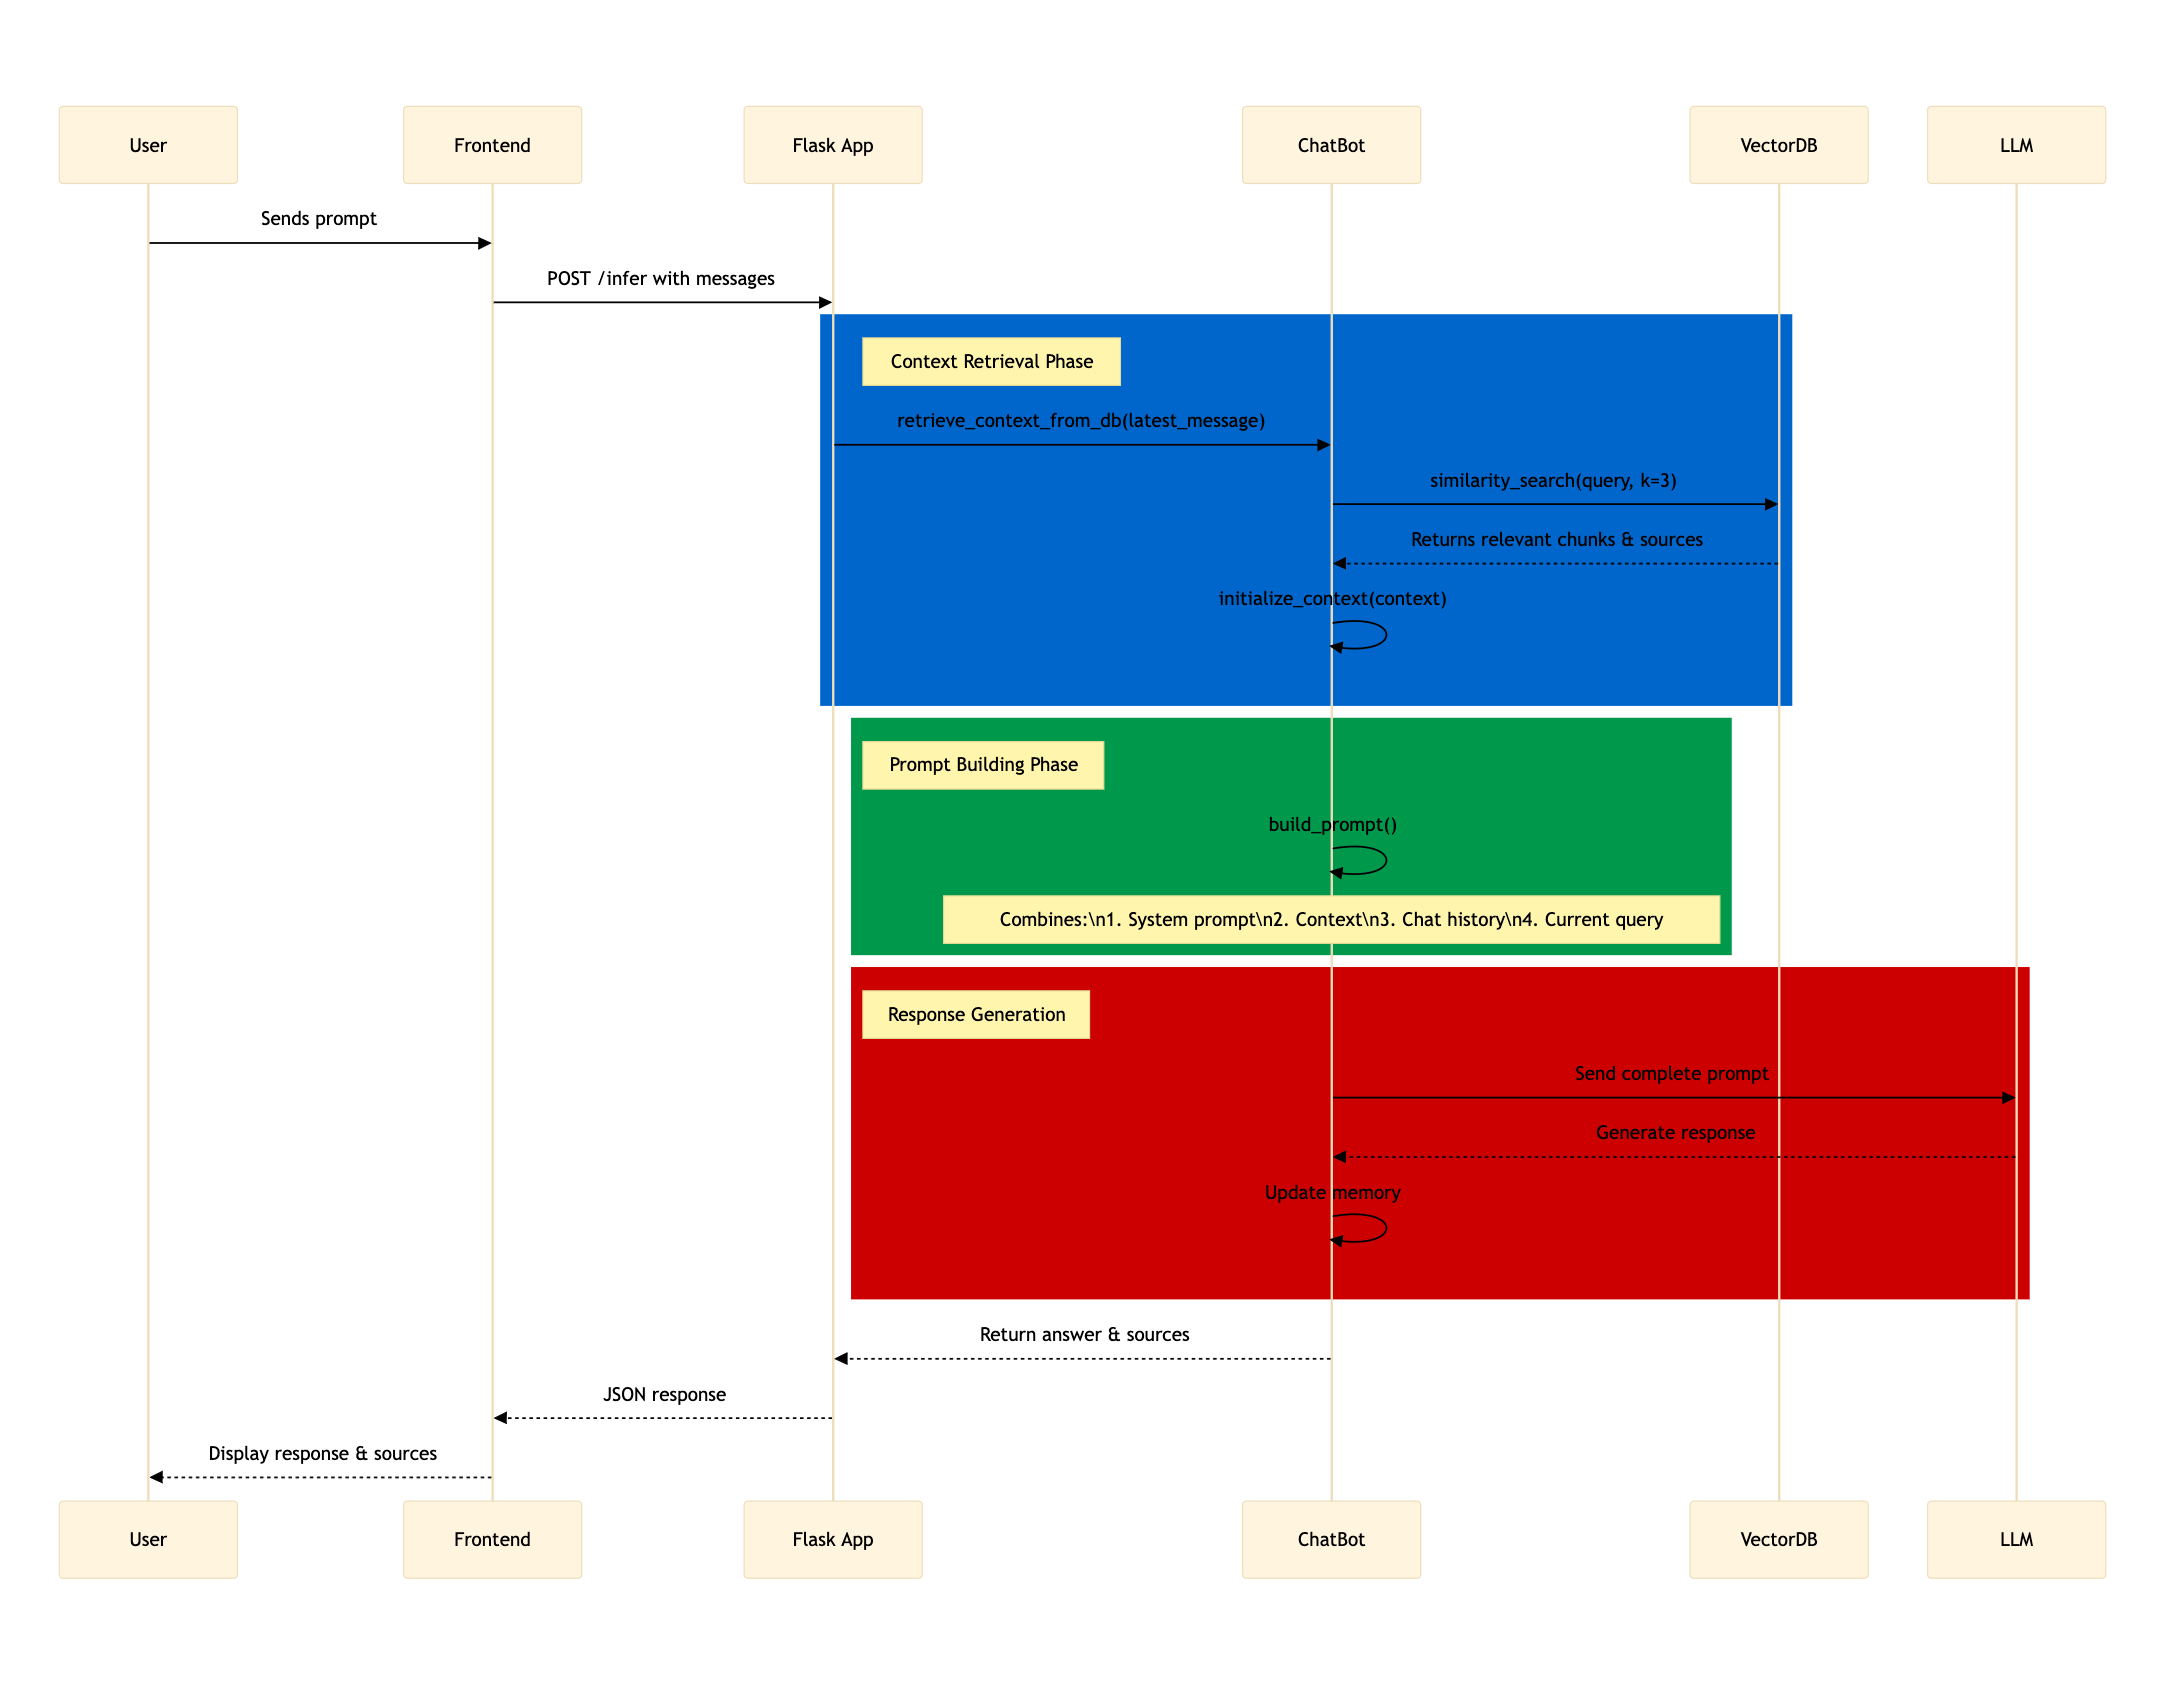 User
Frontend
Flask App
ChatBot
VectorDB
LLM
Sends prompt
POST /infer with messages
Context Retrieval Phase
retrieve_context_from_db(latest_message)
similarity_search(query, k=3)
Returns relevant chunks & sources
initialize_context(context)
Prompt Building Phase
build_prompt()
Combines:\n1. System prompt\n2. Context\n3. Chat history\n4. Current query
Response Generation
Send complete prompt
Generate response
Update memory
Return answer & sources
JSON response
Display response & sources
User
Frontend
Flask App
ChatBot
VectorDB
LLM